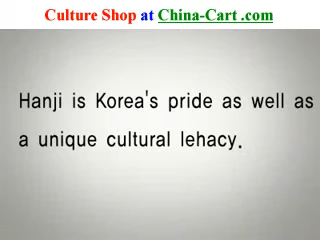 Culture Shop at China-Cart .com
Hanji is Korea's pride as well as
a unique cultural lehacy.